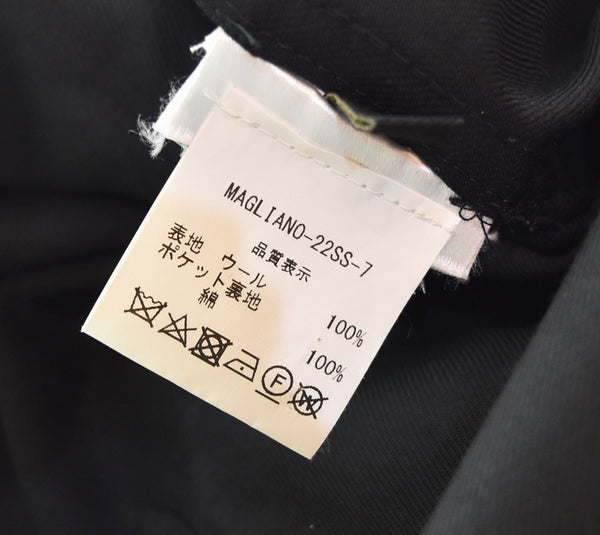 MAGLIANO-22SS-7
品質表示
表地 ウール 100%
ポケット裏地
綿 100%
F
W